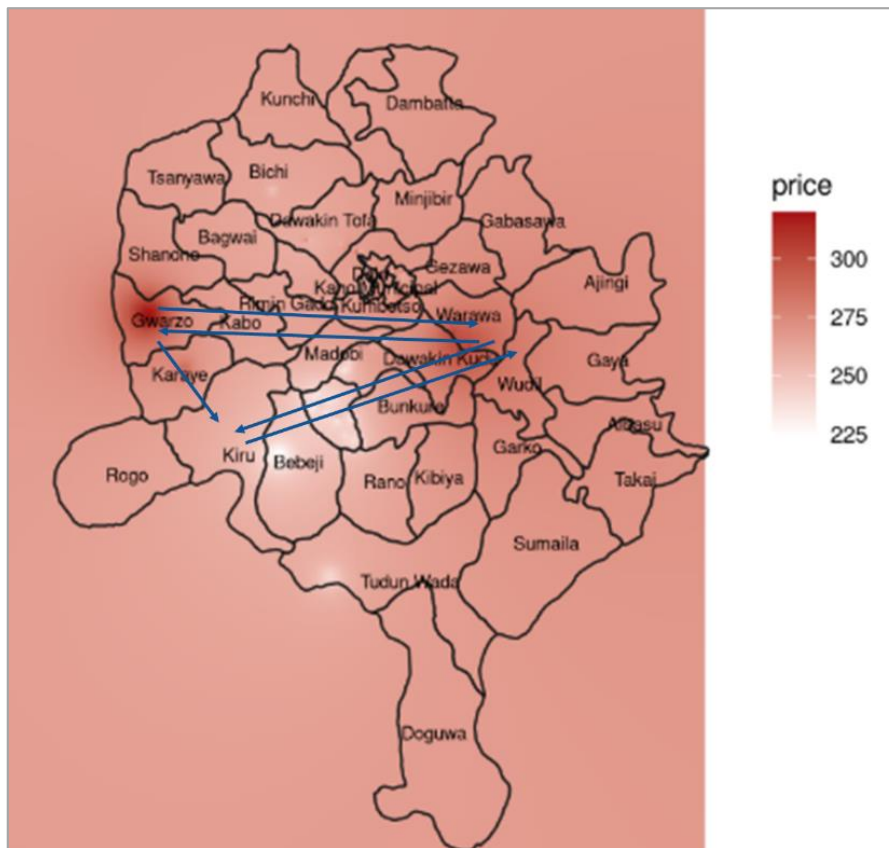 Kunchi
Dambatta
Tsanyawa
Bichi
Minjibir
Dawakin Tofa
Gabasawa
Bagwai
Shanono
Gezawa
Ajingi
Kano Municipal
Rimin Gado
Kumbotso
Warawa
Gwarzo
Kabo
Madobi
Dawakin Kudu
Gaya
Karaye
Wudil
Bunkure
Albasu
Kiru
Bebeji
Garko
Rogo
Rano
Kibiya
Takai
Sumaila
Tudun Wada
Doguwa
price
300
275
250
225